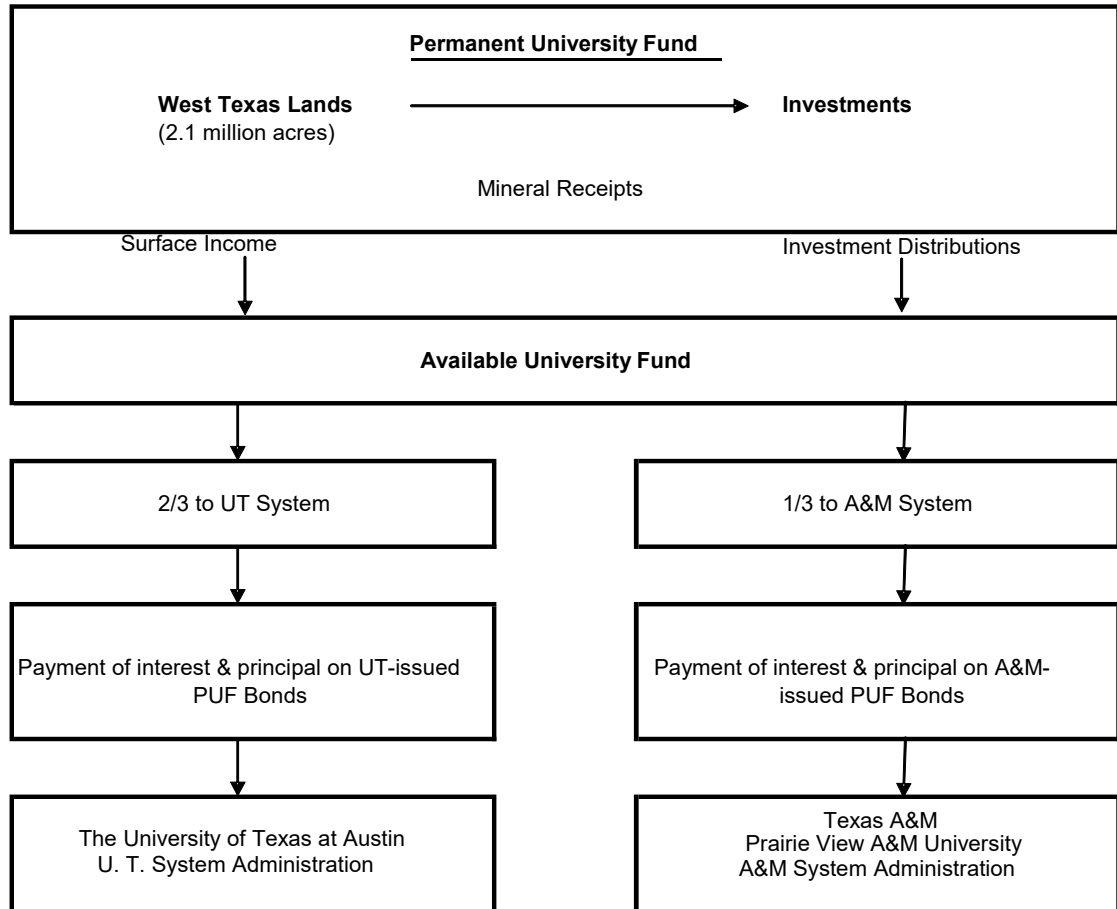 Permanent University Fund
West Texas Lands
(2.1 million acres)
Investments
Mineral Receipts
Surface Income
Investment Distributions
Available University Fund
2/3 to UT System
1/3 to A&M System
Payment of interest & principal on UT-issued
PUF Bonds
Payment of interest & principal on A&M-
issued PUF Bonds
The University of Texas at Austin
U. T. System Administration
Texas A&M
Prairie View A&M University
A&M System Administration